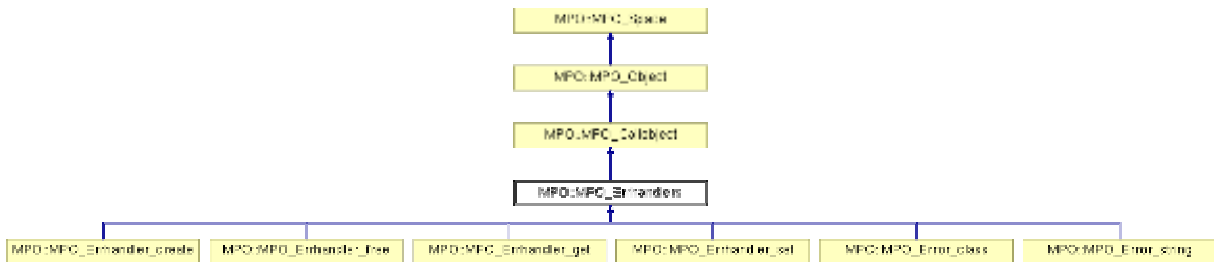 MPO::MPO_Space
MPO::MPO_Object
MPO::MPO_Callobject
MPO::MPO_Errhandlers
MPO::MPO_Errhandler_create MPO::MPO_Errhandler_free MPO::MPO_Errhandler_get MPO::MPO_Errhandler_set MPO::MPO_Error_class MPO::MPO_Error_string